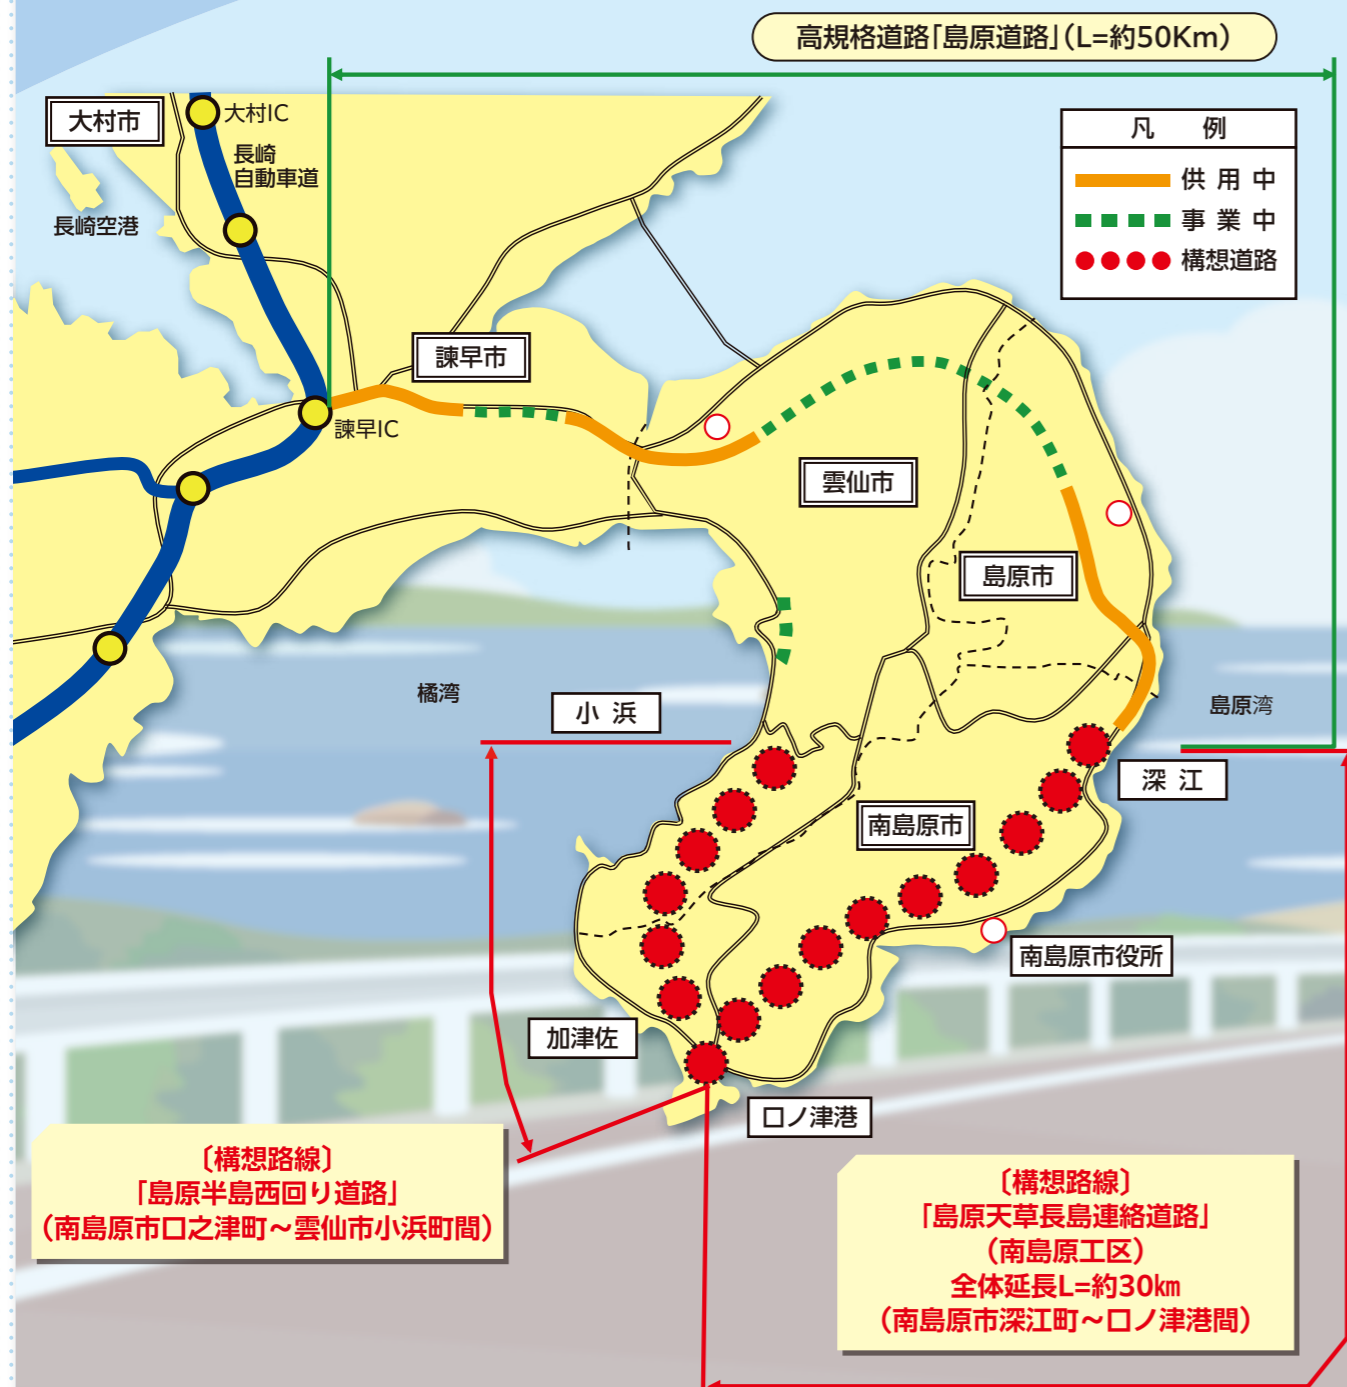 高規格道路｢島原道路｣(L=約50Km)
大村市
大村IC
長崎
自動車道
長崎空港
凡 例
供 用 中
事 業 中
構想道路
諫早市
諫早IC
雲仙市
島原市
橘湾
小 浜
島原湾
深 江
南島原市
南島原市役所
加津佐
口ノ津港
〔構想路線〕
｢島原半島西回り道路｣
（南島原市口之津町～雲仙市小浜町間）
〔構想路線〕
｢島原天草長島連絡道路｣
（南島原工区）
全体延長L=約30㎞
（南島原市深江町～口ノ津港間）